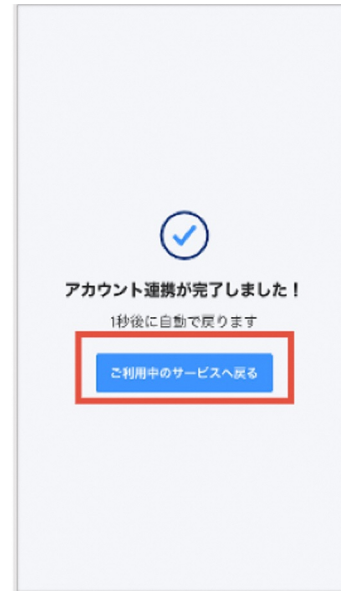 アカウント連携が完了しました！
1秒後に自動で戻ります
ご利用中のサービスへ戻る